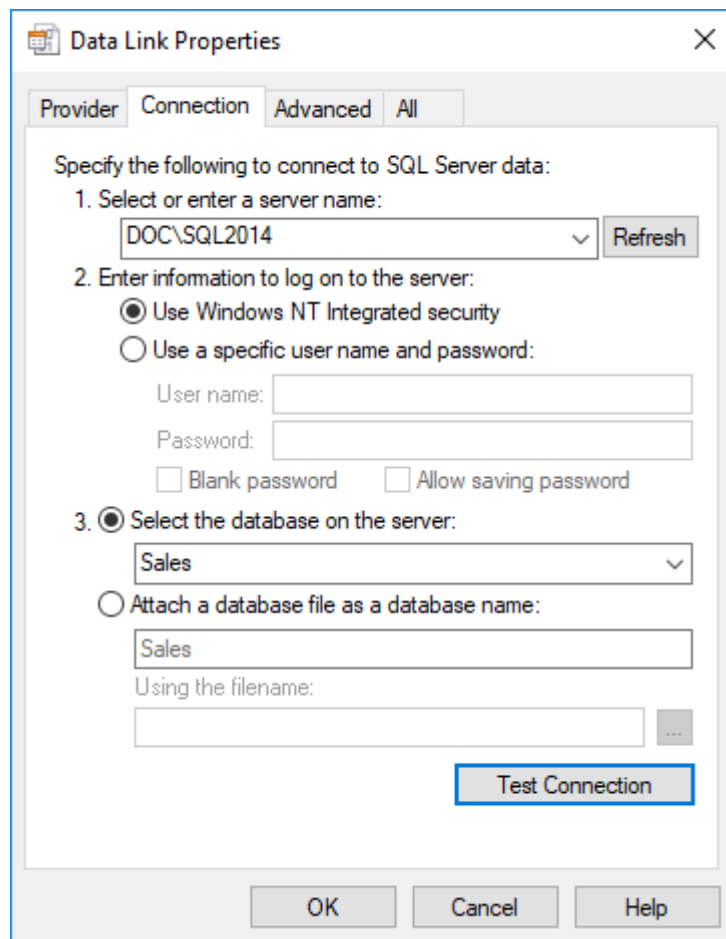 Data Link Properties
Provider Connection Advanced All
Specify the following to connect to SQL Server data:
1. Select or enter a server name:
DOC\SQL2014 Refresh
2. Enter information to log on to the server:
Use Windows NT Integrated security
Use a specific user name and password:
User name:
Password:
Blank password Allow saving password
3. Select the database on the server:
Sales
Attach a database file as a database name:
Sales
Using the filename:
...
Test Connection
OK Cancel Help